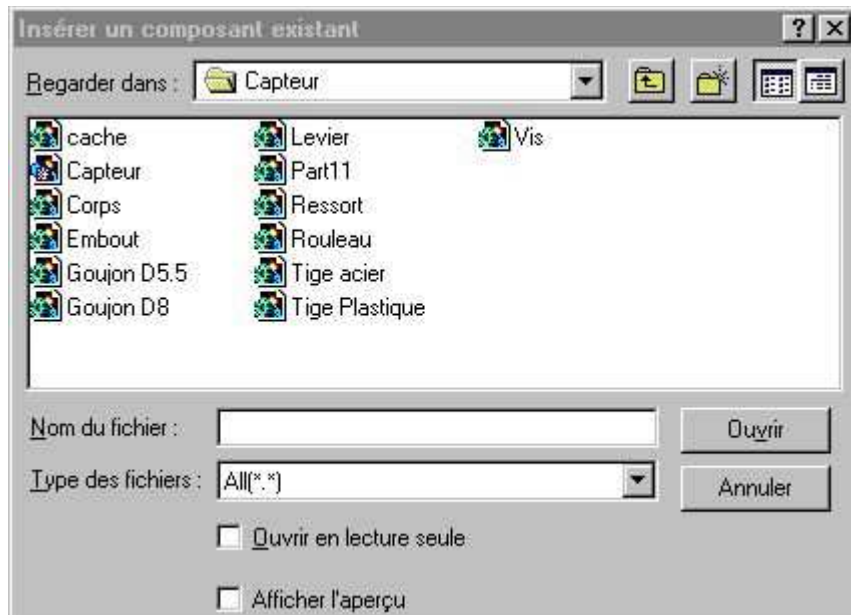 Insérer un composant existant
Regarder dans :
Capteur
cache
Capteur
Corps
Embout
Goujon D5.5
Goujon D8
Levier
Part11
Ressort
Rouleau
Tige acier
Tige Plastique
Vis
Nom du fichier :
Ouvrir
Type des fichiers :
All(*.*)
Annuler
Ouvrir en lecture seule
Afficher l'aperçu